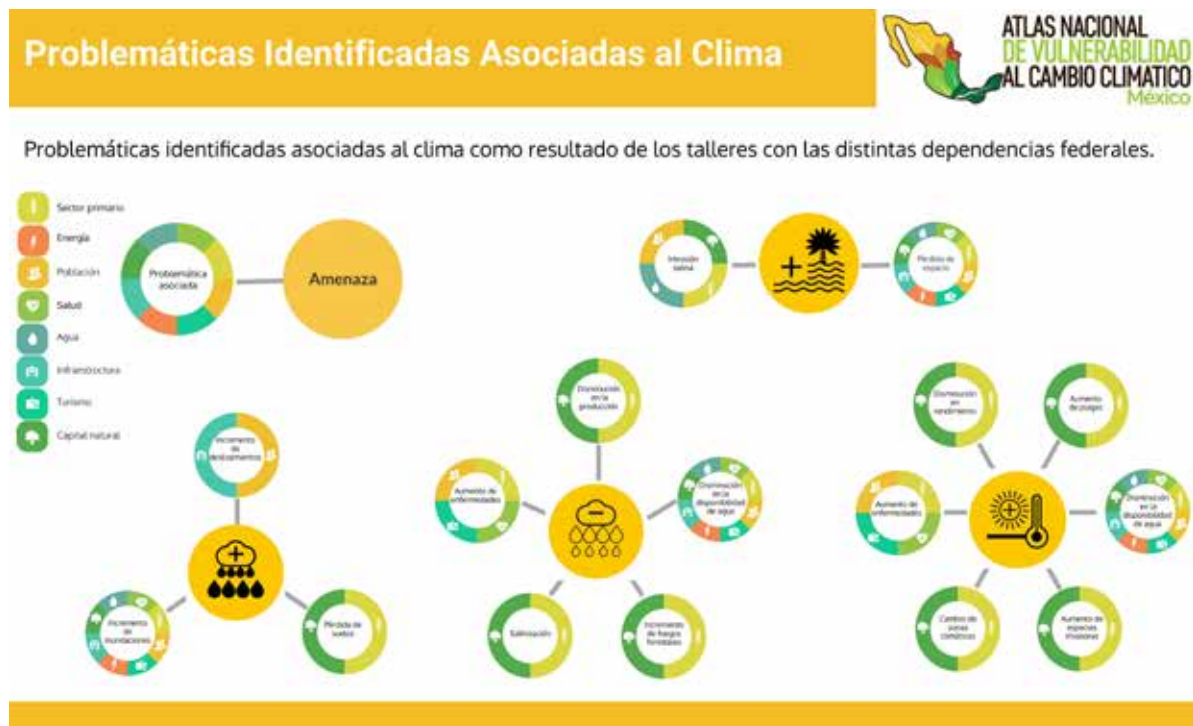 Problemáticas Identificadas Asociadas al Clima
ATLAS NACIONAL
DE VULNERABILIDAD
AL CAMBIO CLIMATICO
México
Problemáticas identificadas asociadas al clima como resultado de los talleres con las distintas dependencias federales.
Sector primario
Energía
Población
Salud
Agua
Infraestructura
Turismo
Capital natural
Problemática
asociada
Amenaza
Intrusión
salina
Pérdida de
espacio
Incremento
de
deslizamientos
Incremento
de
inundaciones
Pérdida de
suelos
Disminución
en la
producción
Aumento de
enfermedades
Disminución
en la
disponibilidad
de agua
Salinización
Incremento
de fuegos
forestales
Disminución
en
rendimiento
Aumento
de plagas
Aumento de
enfermedades
Disminución
en la
disponibilidad
de agua
Cambio de
zonas
climáticas
Aumento de
especies
invasoras